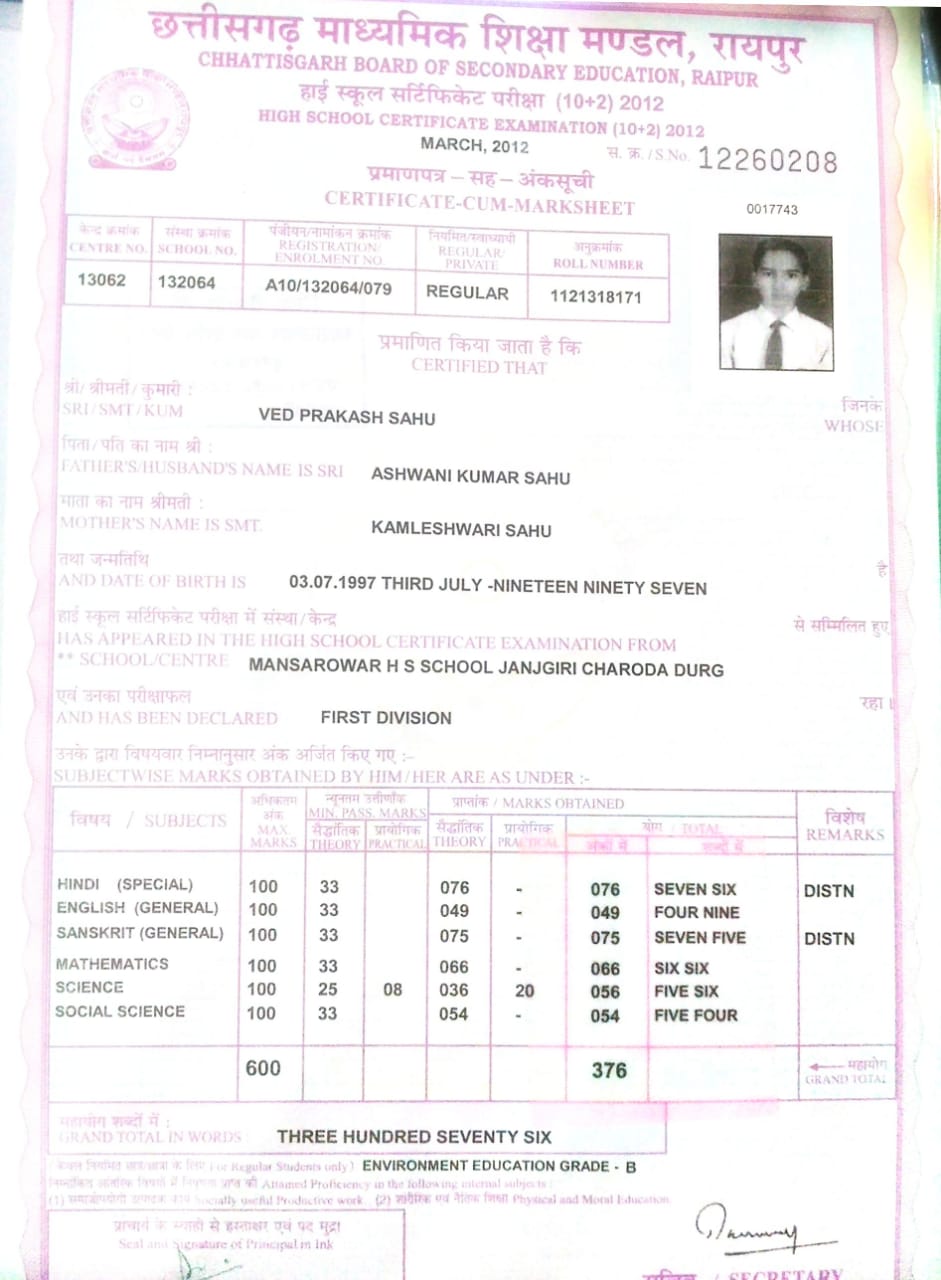 छत्तीसगढ़ माध्यमिक शिक्षा मण्डल, रायपुर
CHHATTISGARH BOARD OF SECONDARY EDUCATION, RAIPUR
हाई स्कूल सर्टिफिकेट परीक्षा (10+2) 2012
HIGH SCHOOL CERTIFICATE EXAMINATION (10+2) 2012
MARCH, 2012
स. क्र. /S.No. 12260208
प्रमाणपत्र – सह – अंकसूची
CERTIFICATE-CUM-MARKSHEET
0017743
केन्द्र क्रमांक संस्था क्रमांक पंजीयन/नामांकन क्रमांक नियमित/स्वाध्यायी अनुक्रमांक
CENTRE NO. SCHOOL NO. REGISTRATION/ ENROLMENT NO. REGULAR/ PRIVATE ROLL NUMBER
13062 132064 A10/132064/079 REGULAR 1121318171
प्रमाणित किया जाता है कि
CERTIFIED THAT
श्री/ श्रीमती/ कुमारी : जिनके
SRI/SMT/KUM VED PRAKASH SAHU WHOSE
पिता/पति का नाम श्री :
FATHER'S/HUSBAND'S NAME IS SRI ASHWANI KUMAR SAHU
माता का नाम श्रीमती :
MOTHER'S NAME IS SMT. KAMLESHWARI SAHU
तथा जन्मतिथि है
AND DATE OF BIRTH IS 03.07.1997 THIRD JULY -NINETEEN NINETY SEVEN
हाई स्कूल सर्टिफिकेट परीक्षा में संस्था/केन्द्र से सम्मिलित हुए
HAS APPEARED IN THE HIGH SCHOOL CERTIFICATE EXAMINATION FROM
** SCHOOL/CENTRE MANSAROWAR H S SCHOOL JANJGIRI CHARODA DURG
एवं उनका परीक्षाफल रहा।
AND HAS BEEN DECLARED FIRST DIVISION
उनके द्वारा विषयवार निम्नानुसार अंक अर्जित किए गए :-
SUBJECTWISE MARKS OBTAINED BY HIM/HER ARE AS UNDER :-
विषय / SUBJECTS अधिकतम अंक MAX. MARKS न्यूनतम उत्तीर्णांक MIN. PASS. MARKS प्राप्तांक / MARKS OBTAINED विशेष REMARKS
सैद्धांतिक THEORY प्रायोगिक PRACTICAL सैद्धांतिक THEORY प्रायोगिक PRACTICAL योग / TOTAL
अंकों में शब्दों में
HINDI (SPECIAL) 100 33 076 - 076 SEVEN SIX DISTN
ENGLISH (GENERAL) 100 33 049 - 049 FOUR NINE
SANSKRIT (GENERAL) 100 33 075 - 075 SEVEN FIVE DISTN
MATHEMATICS 100 33 066 - 066 SIX SIX
SCIENCE 100 25 08 036 20 056 FIVE SIX
SOCIAL SCIENCE 100 33 054 - 054 FIVE FOUR
600 376 महायोग
GRAND TOTAL
महायोग शब्दों में :
GRAND TOTAL IN WORDS : THREE HUNDRED SEVENTY SIX
(केवल नियमित छात्र/छात्रा के लिए For Regular Students only) ENVIRONMENT EDUCATION GRADE - B
Attained Proficiency in the following internal subjects :
(1) Socially useful Productive work. (2) शारीरिक एवं नैतिक शिक्षा Physical and Moral Education
प्राचार्य के स्याही से हस्ताक्षर एवं पद मुद्रा
Seal and Signature of Principal in Ink
सचिव / SECRETARY